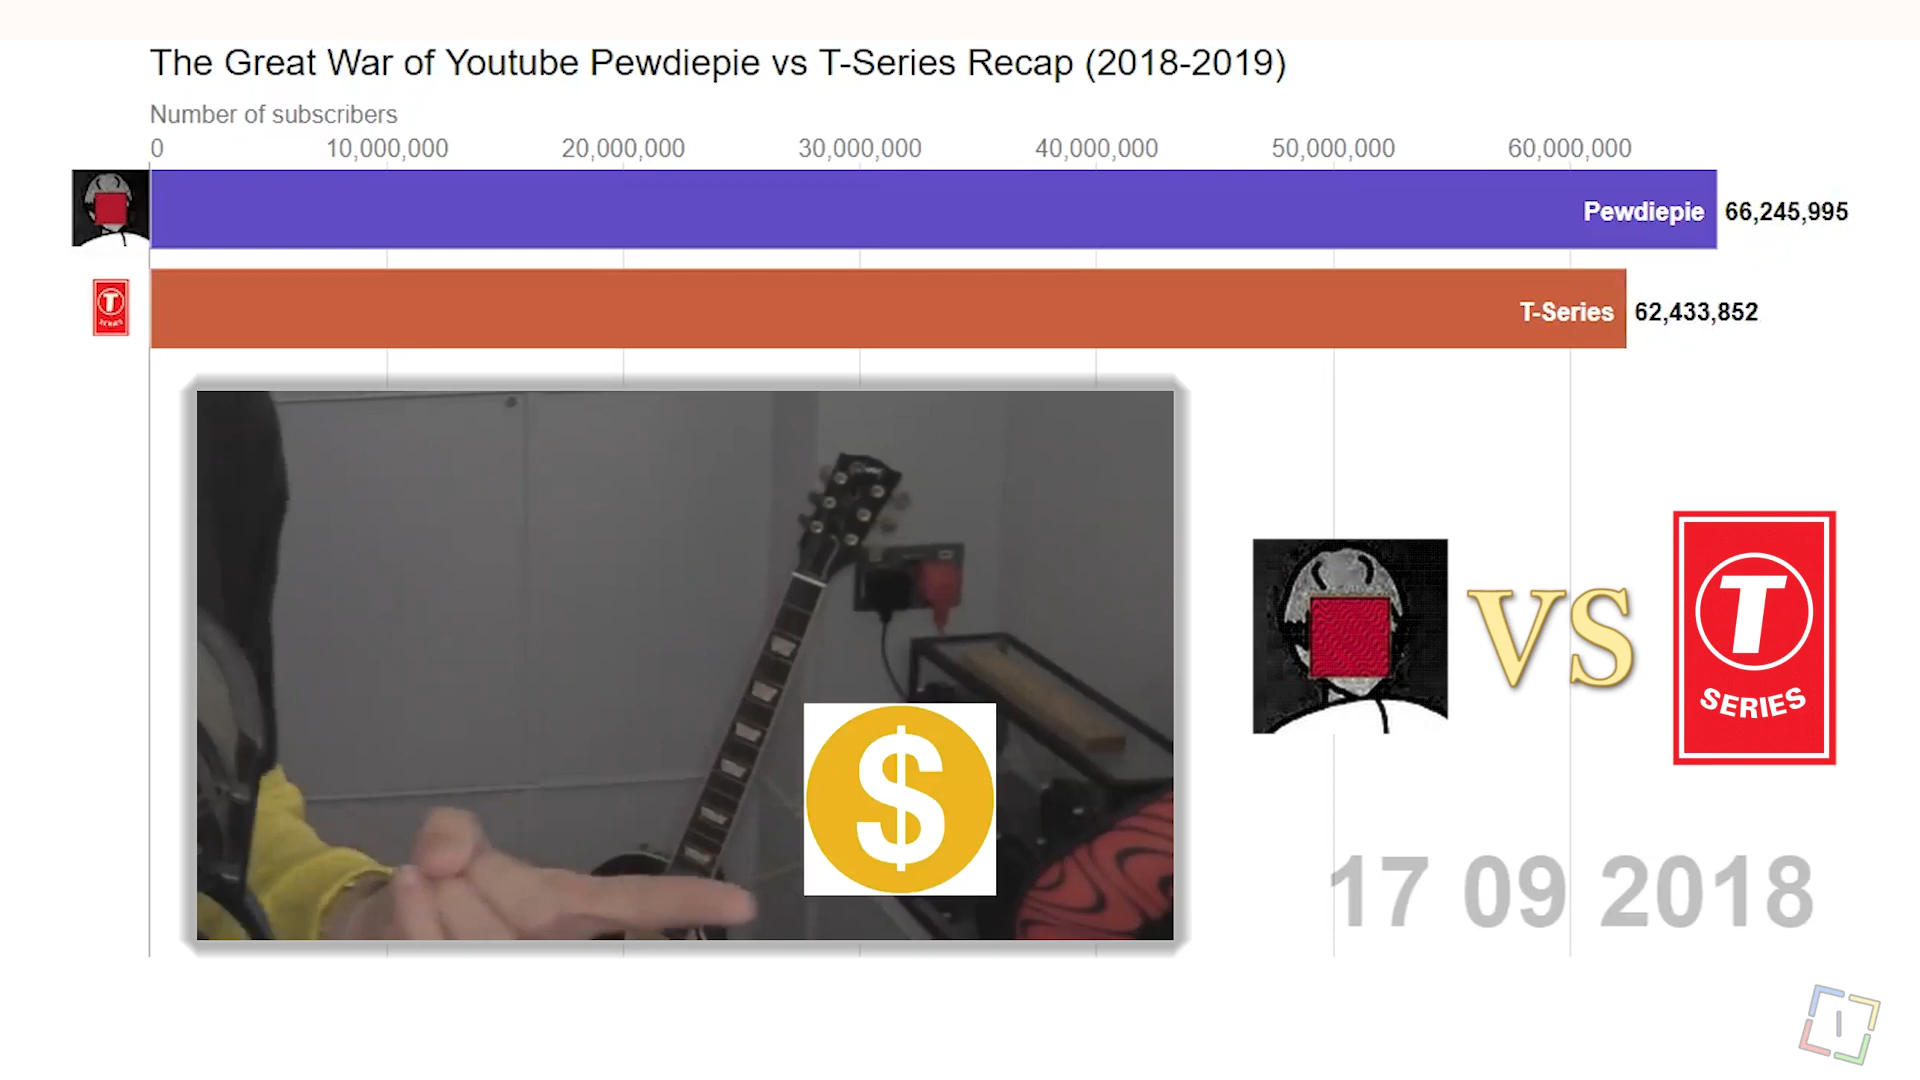 The Great War of Youtube Pewdiepie vs T-Series Recap (2018-2019)
Number of subscribers
0 10,000,000 20,000,000 30,000,000 40,000,000 50,000,000 60,000,000
Pewdiepie 66,245,995
T SERIES
T-Series 62,433,852
$
VS
T
SERIES
17 09 2018